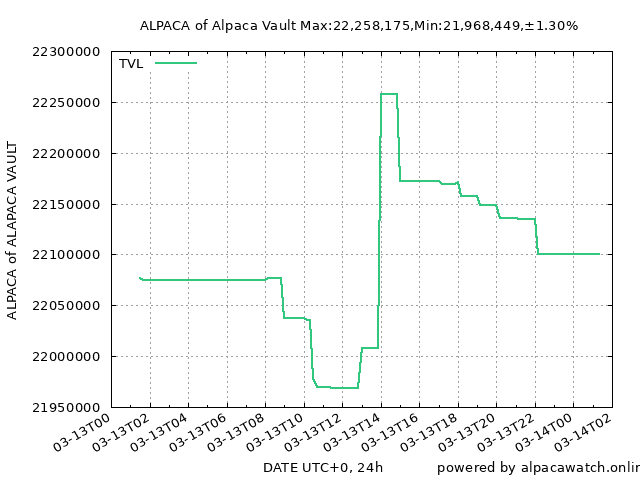 ALPACA of Alpaca Vault Max:22,258,175,Min:21,968,449,±1.30%
TVL
22300000
22250000
22200000
22150000
22100000
22050000
22000000
21950000
ALPACA of ALAPACA VAULT
03-13T00
03-13T02
03-13T04
03-13T06
03-13T08
03-13T10
03-13T12
03-13T14
03-13T16
03-13T18
03-13T20
03-13T22
03-14T00
03-14T02
DATE UTC+0, 24h
powered by alpacawatch.onlin